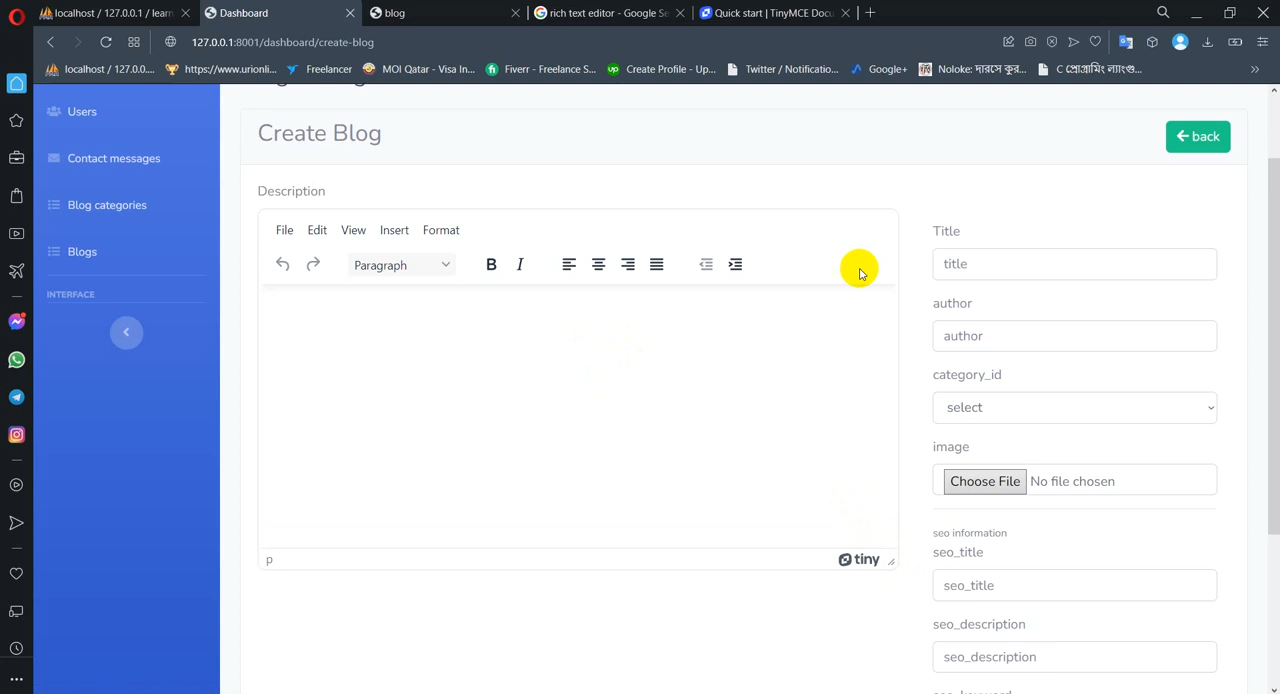 localhost / 127.0.0.1 / learn
Dashboard
blog
rich text editor - Google Se
Quick start | TinyMCE Docu
127.0.0.1:8001/dashboard/create-blog
localhost / 127.0.0....
https://www.urionli...
Freelancer
MOI Qatar - Visa In...
Fiverr - Freelance S...
Create Profile - Up...
Twitter / Notificatio...
Google+
Noloke: দারসে কুর...
C প্রোগ্রামিং ল্যাংগু...
Users
Contact messages
Blog categories
Blogs
INTERFACE
Create Blog
back
Description
File Edit View Insert Format
Paragraph
B I
p
tiny
Title
title
author
author
category_id
select
image
Choose File No file chosen
seo information
seo_title
seo_title
seo_description
seo_description